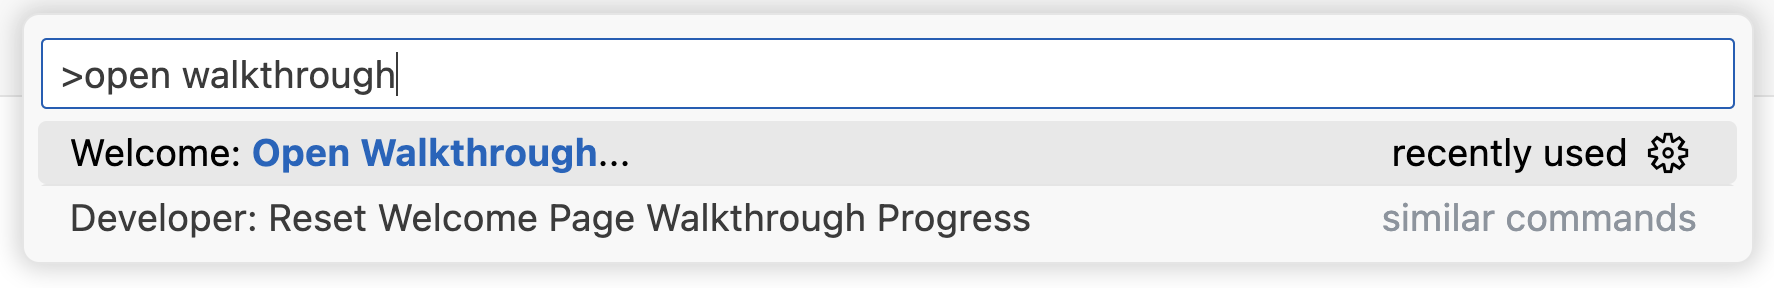 >open walkthrough
Welcome: Open Walkthrough... recently used
Developer: Reset Welcome Page Walkthrough Progress similar commands